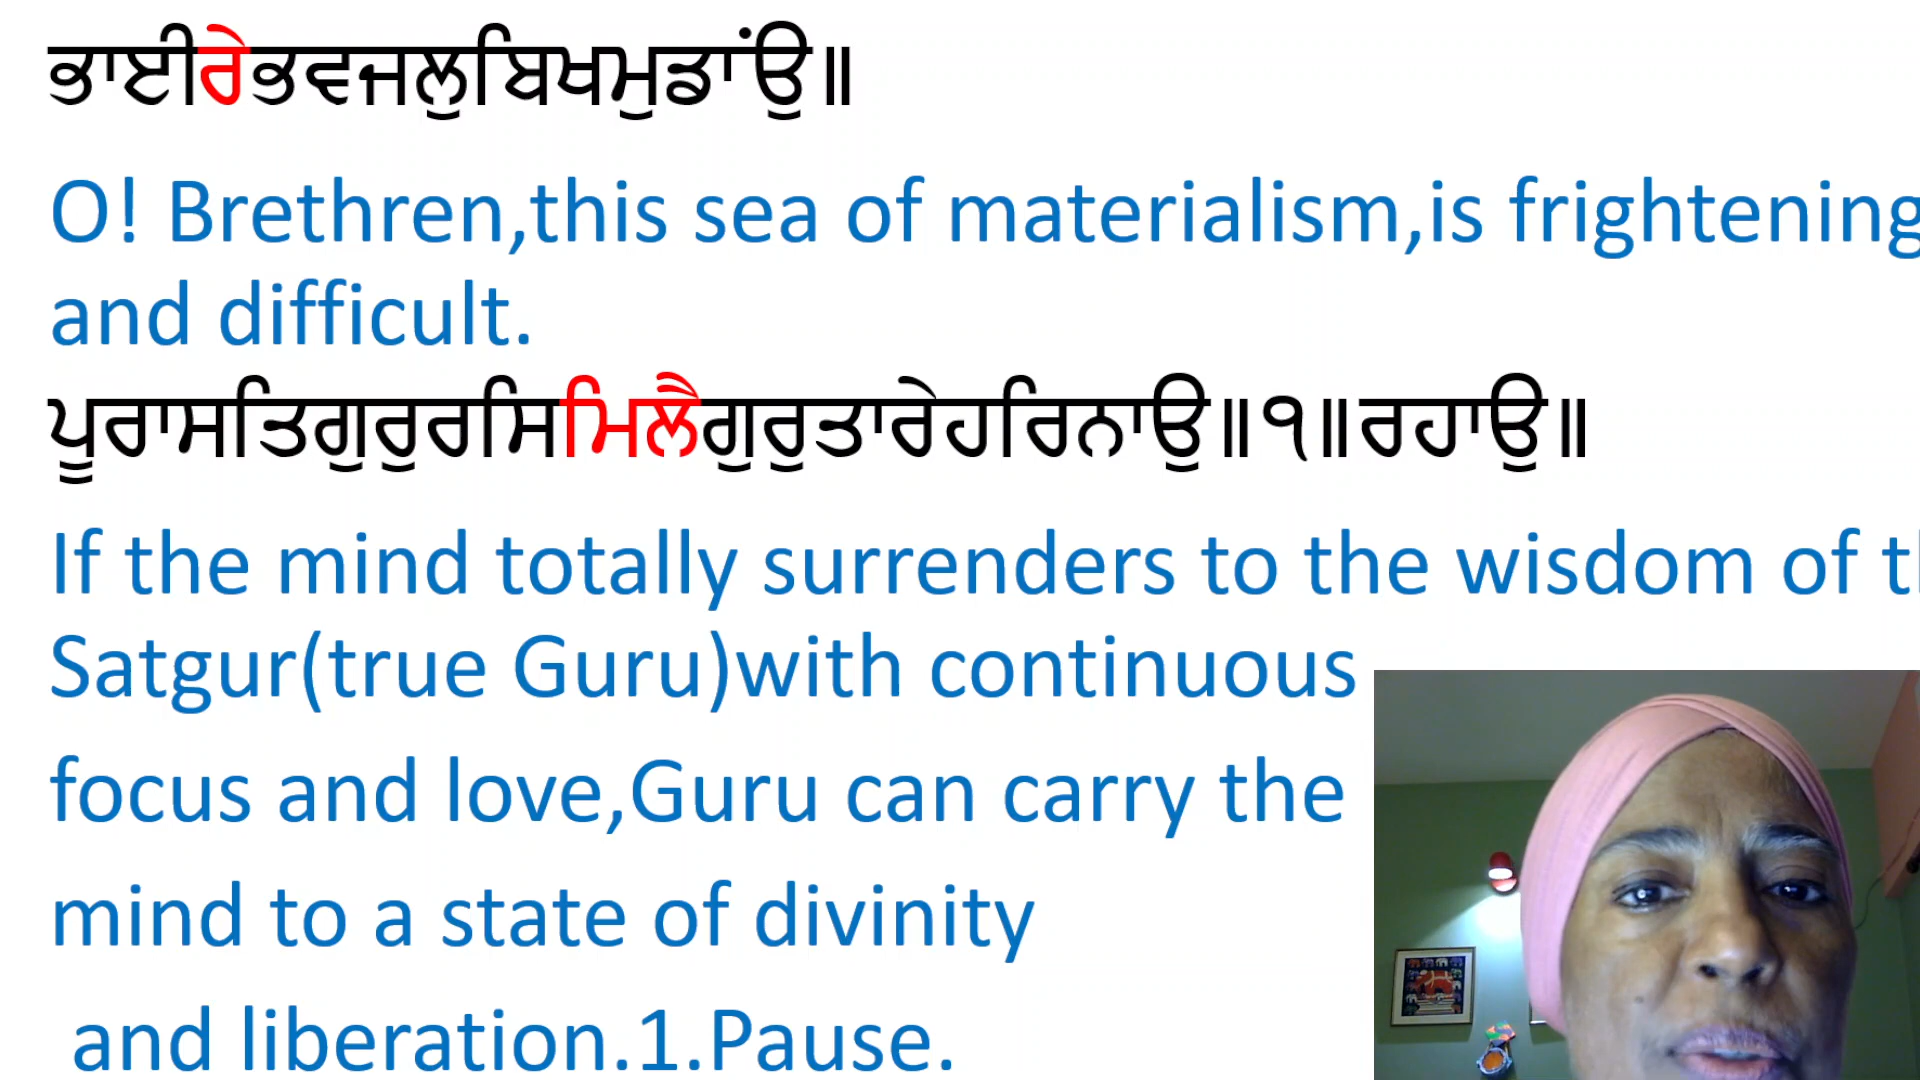 ਭਾਈਰੇਭਵਜਲੁਬਿਖਮੁਡਾਂਉ॥
O! Brethren,this sea of materialism,is frightening
and difficult.
ਪੂਰਾਸਤਿਗੁਰੁਰਸਿਮਿਲੈਗੁਰੁਤਾਰੇਹਰਿਨਾਉ॥੧॥ਰਹਾਉ॥
If the mind totally surrenders to the wisdom of
Satgur(true Guru)with continuous
focus and love,Guru can carry the
mind to a state of divinity
and liberation.1.Pause.